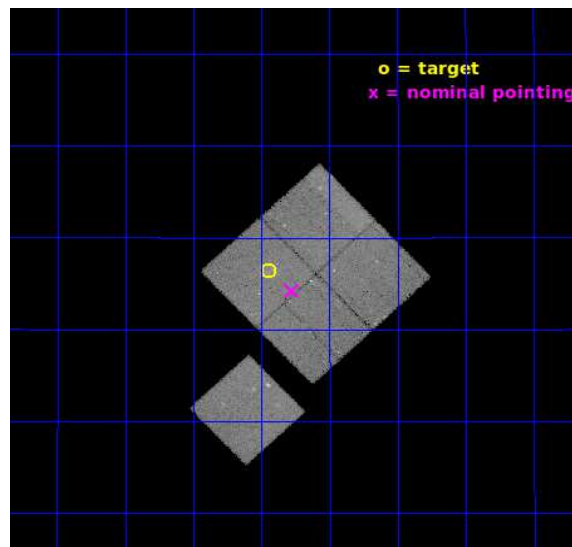 o = target
x = nominal pointing